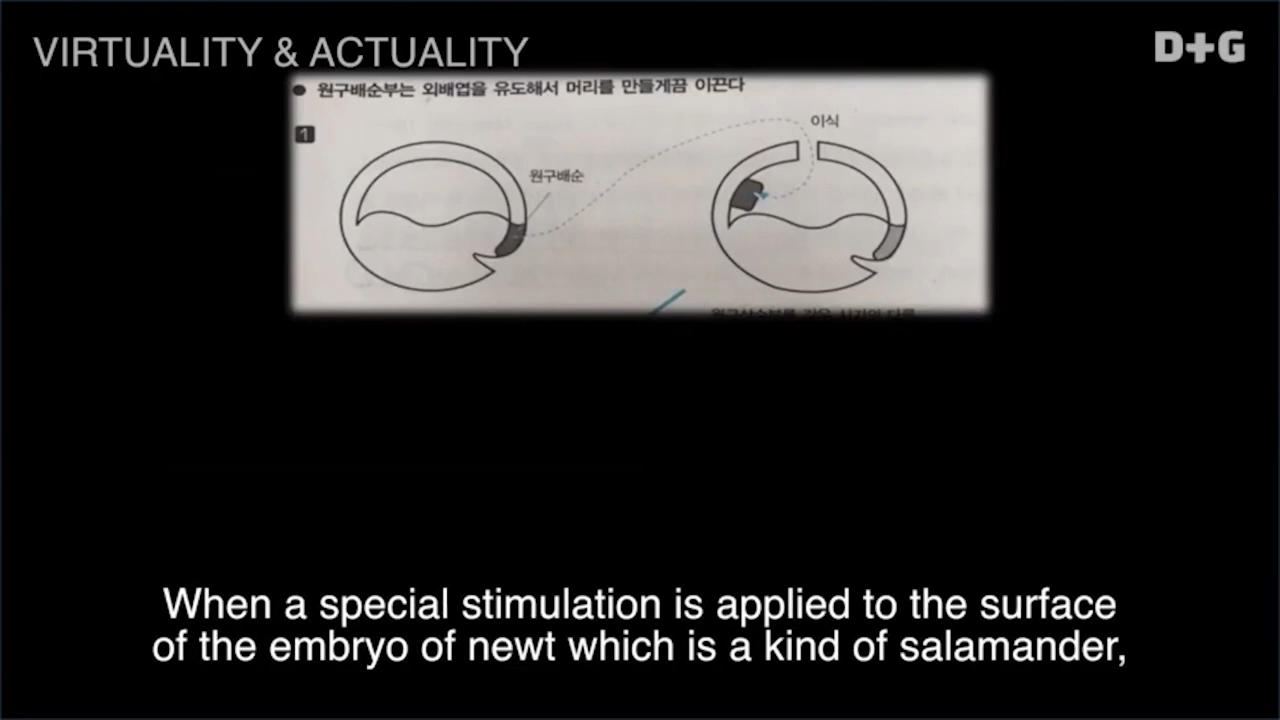 VIRTUALITY & ACTUALITY
D+G
● 원구배순부는 외배엽을 유도해서 머리를 만들게끔 이끈다
1
이식
원구배순
When a special stimulation is applied to the surface
of the embryo of newt which is a kind of salamander,